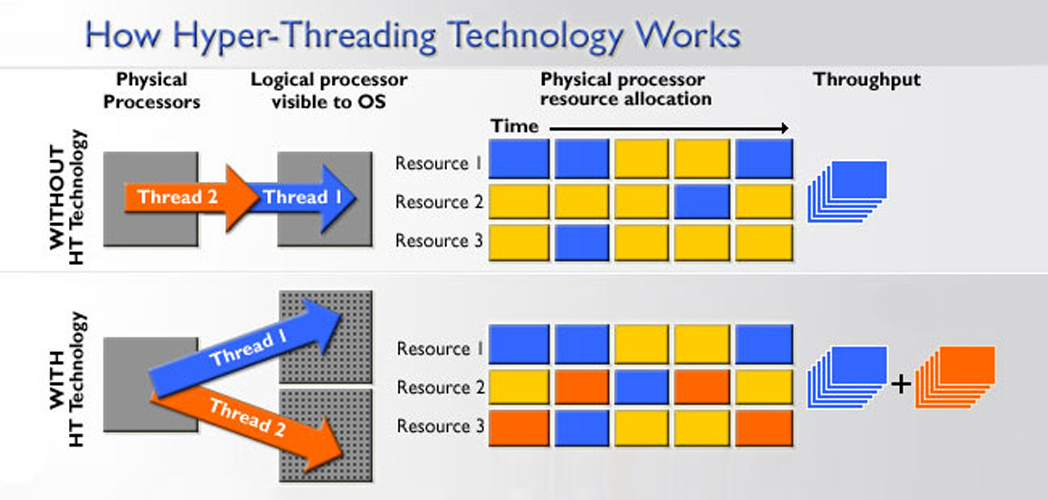 How Hyper-Threading Technology Works
Physical
Processors
Logical processor
visible to OS
Physical processor
resource allocation
Throughput
Time
WITHOUT
HT Technology
Thread 2
Thread 1
Resource 1
Resource 2
Resource 3
WITH
HT Technology
Thread 1
Thread 2
Resource 1
Resource 2
Resource 3
+